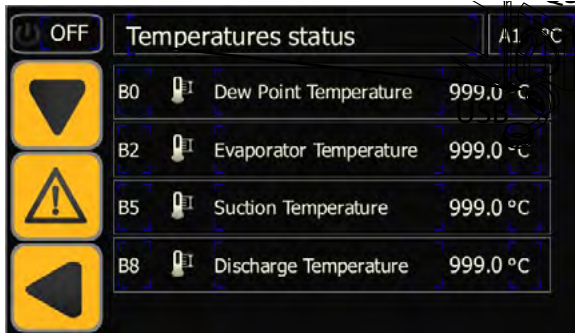 OFF Temperatures status A1 °C
B0 Dew Point Temperature 999.0 °C
B2 Evaporator Temperature 999.0 °C
B5 Suction Temperature 999.0 °C
B8 Discharge Temperature 999.0 °C